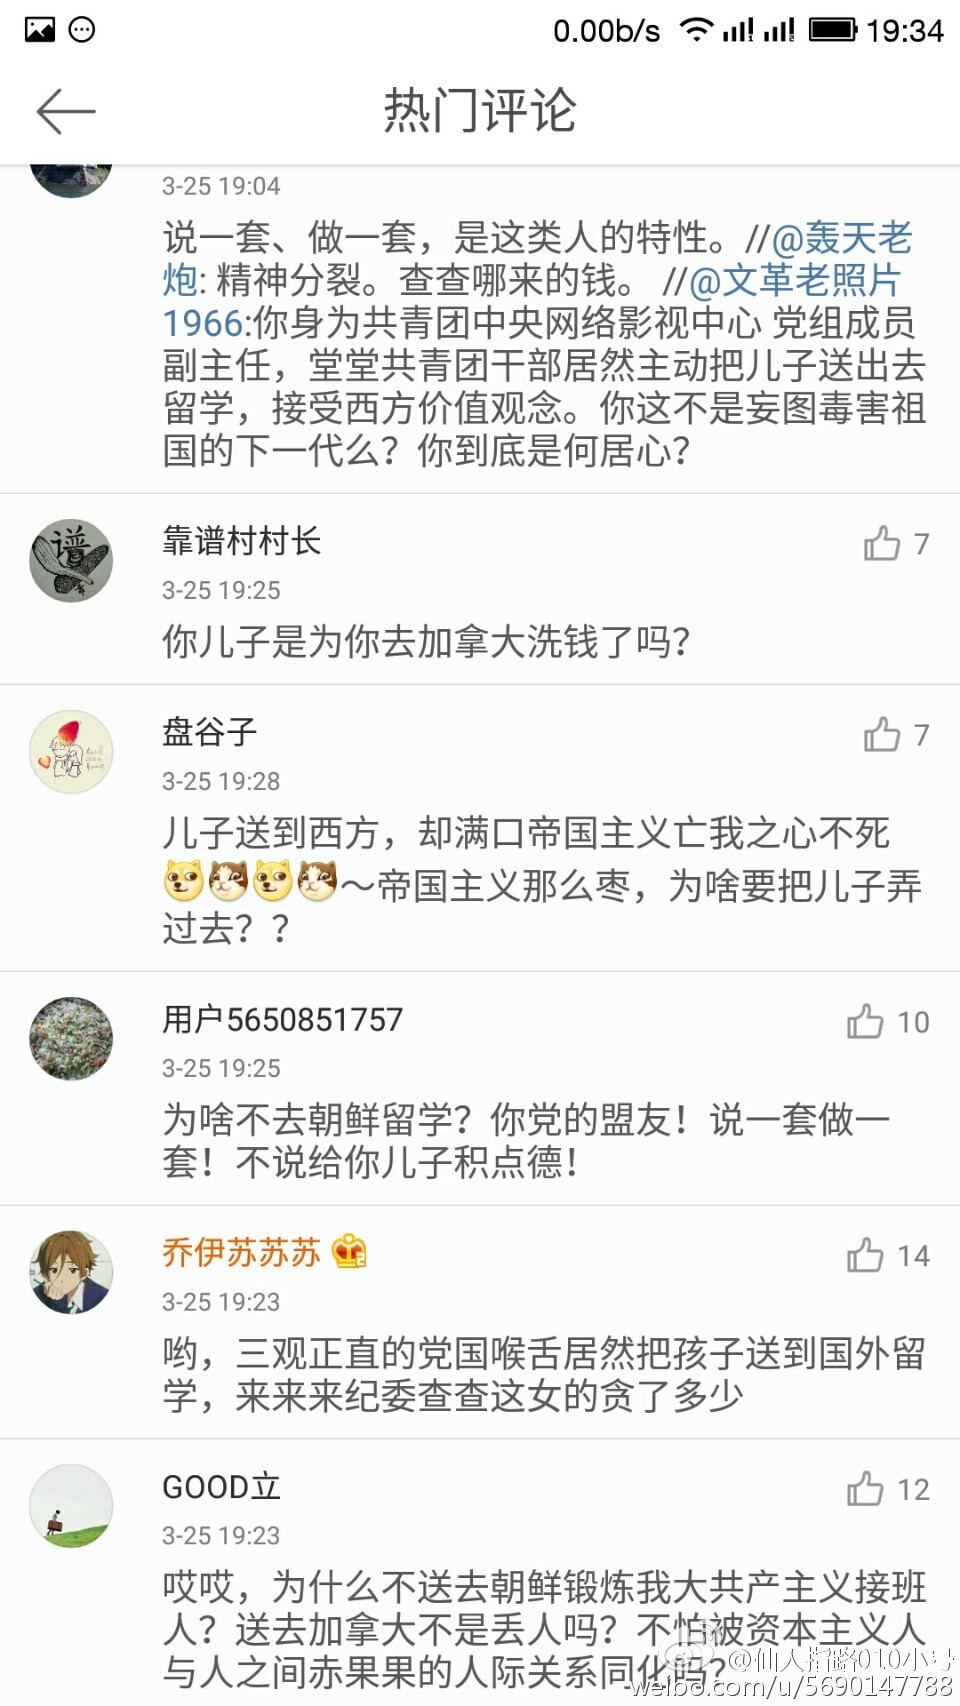 0.00b/s 19:34
热门评论
3-25 19:04
说一套、做一套，是这类人的特性。//@轰天老
炮: 精神分裂。查查哪来的钱。 //@文革老照片
1966:你身为共青团中央网络影视中心 党组成员
副主任，堂堂共青团干部居然主动把儿子送出去
留学，接受西方价值观念。你这不是妄图毒害祖
国的下一代么？你到底是何居心？
靠谱村村长 7
3-25 19:25
你儿子是为你去加拿大洗钱了吗？
盘谷子 7
3-25 19:28
儿子送到西方，却满口帝国主义亡我之心不死
～帝国主义那么枣，为啥要把儿子弄
过去？？
用户5650851757 10
3-25 19:25
为啥不去朝鲜留学？你党的盟友！说一套做一
套！不说给你儿子积点德！
乔伊苏苏苏 14
3-25 19:23
哟，三观正直的党国喉舌居然把孩子送到国外留
学，来来来纪委查查这女的贪了多少
GOOD立 12
3-25 19:23
哎哎，为什么不送去朝鲜锻炼我大共产主义接班
人？送去加拿大不是丢人吗？不怕被资本主义人
与人之间赤果果的人际关系同化吗？
@仙人指路010小号
weibo.com/u/5690147788